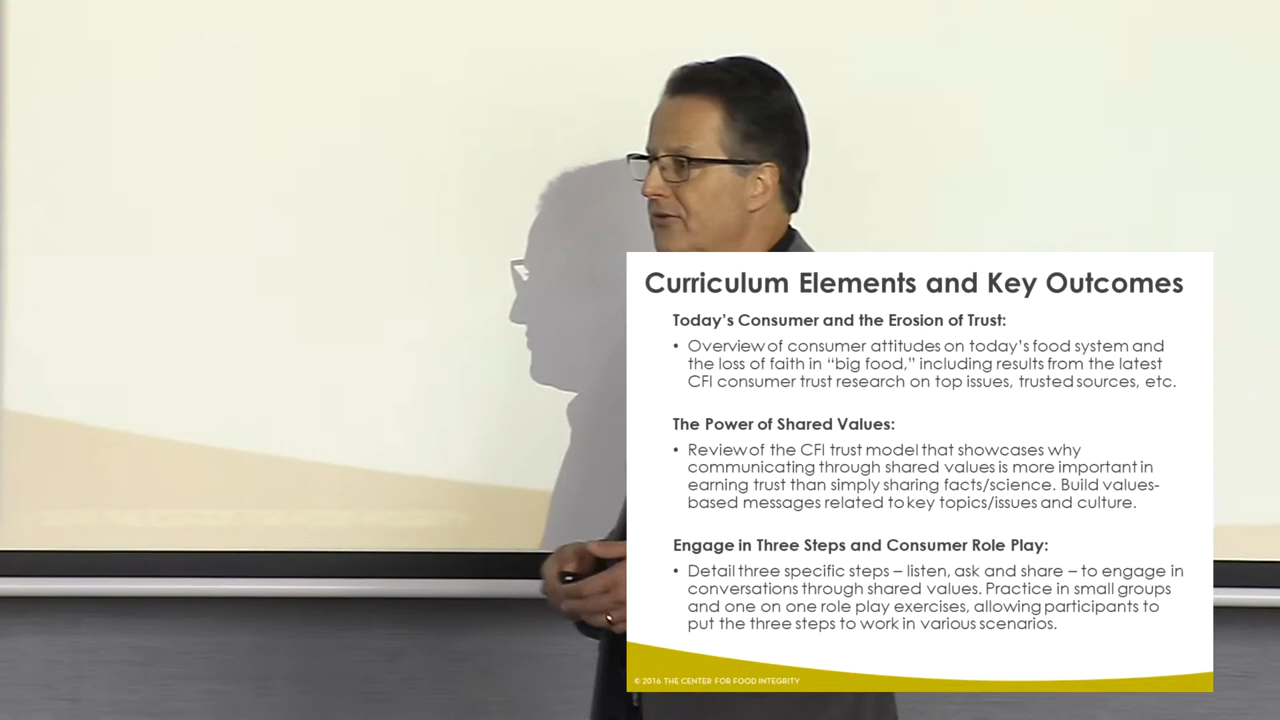 Curriculum Elements and Key Outcomes
Today's Consumer and the Erosion of Trust:
• Overview of consumer attitudes on today's food system and
the loss of faith in “big food,” including results from the latest
CFI consumer trust research on top issues, trusted sources, etc.
The Power of Shared Values:
• Review of the CFI trust model that showcases why
communicating through shared values is more important in
earning trust than simply sharing facts/science. Build values-
based messages related to key topics/issues and culture.
Engage in Three Steps and Consumer Role Play:
• Detail three specific steps – listen, ask and share – to engage in
conversations through shared values. Practice in small groups
and one on one role play exercises, allowing participants to
put the three steps to work in various scenarios.
© 2016 THE CENTER FOR FOOD INTEGRITY